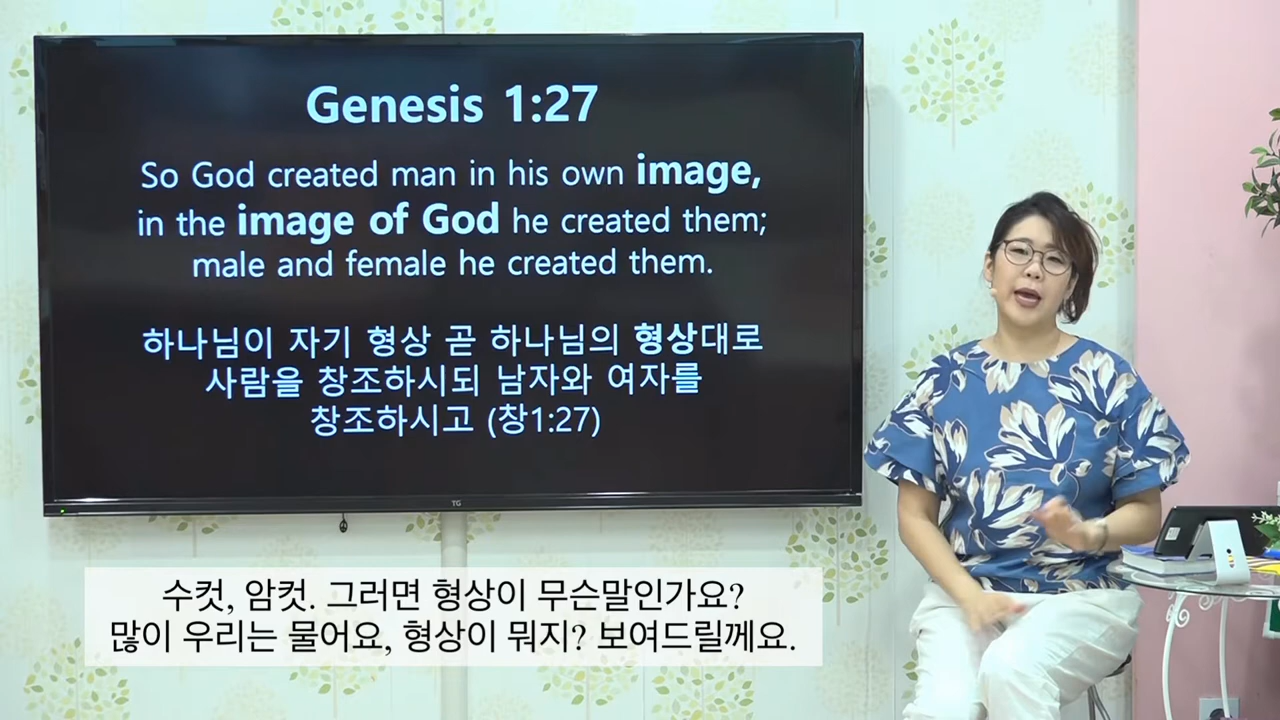 Genesis 1:27
So God created man in his own image,
in the image of God he created them;
male and female he created them.
하나님이 자기 형상 곧 하나님의 형상대로
사람을 창조하시되 남자와 여자를
창조하시고 (창1:27)
TG
수컷, 암컷. 그러면 형상이 무슨말인가요?
많이 우리는 물어요, 형상이 뭐지? 보여드릴께요.